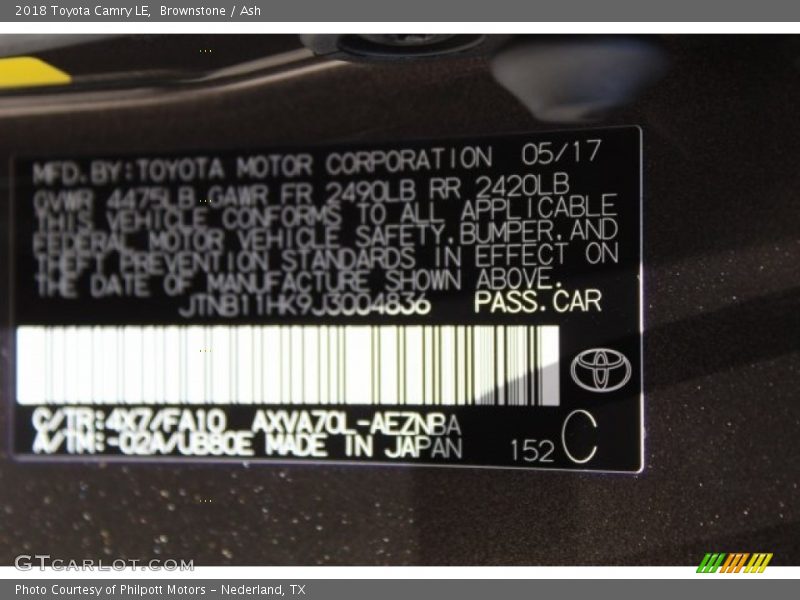 2018 Toyota Camry LE, Brownstone / Ash
MFD.BY:TOYOTA MOTOR CORPORATION 05/17
GVWR 4475LB GAWR FR 2490LB RR 2420LB
THIS VEHICLE CONFORMS TO ALL APPLICABLE
FEDERAL MOTOR VEHICLE SAFETY,BUMPER,AND
THEFT PREVENTION STANDARDS IN EFFECT ON
THE DATE OF MANUFACTURE SHOWN ABOVE.
JTNB11HK9J3004836 PASS.CAR
C/TR:4X7/FA10 AXVA70L-AEZNBA
A/TM:-02A/UB80E MADE IN JAPAN
152 C
GTCARLOT.COM
Photo Courtesy of Philpott Motors - Nederland, TX